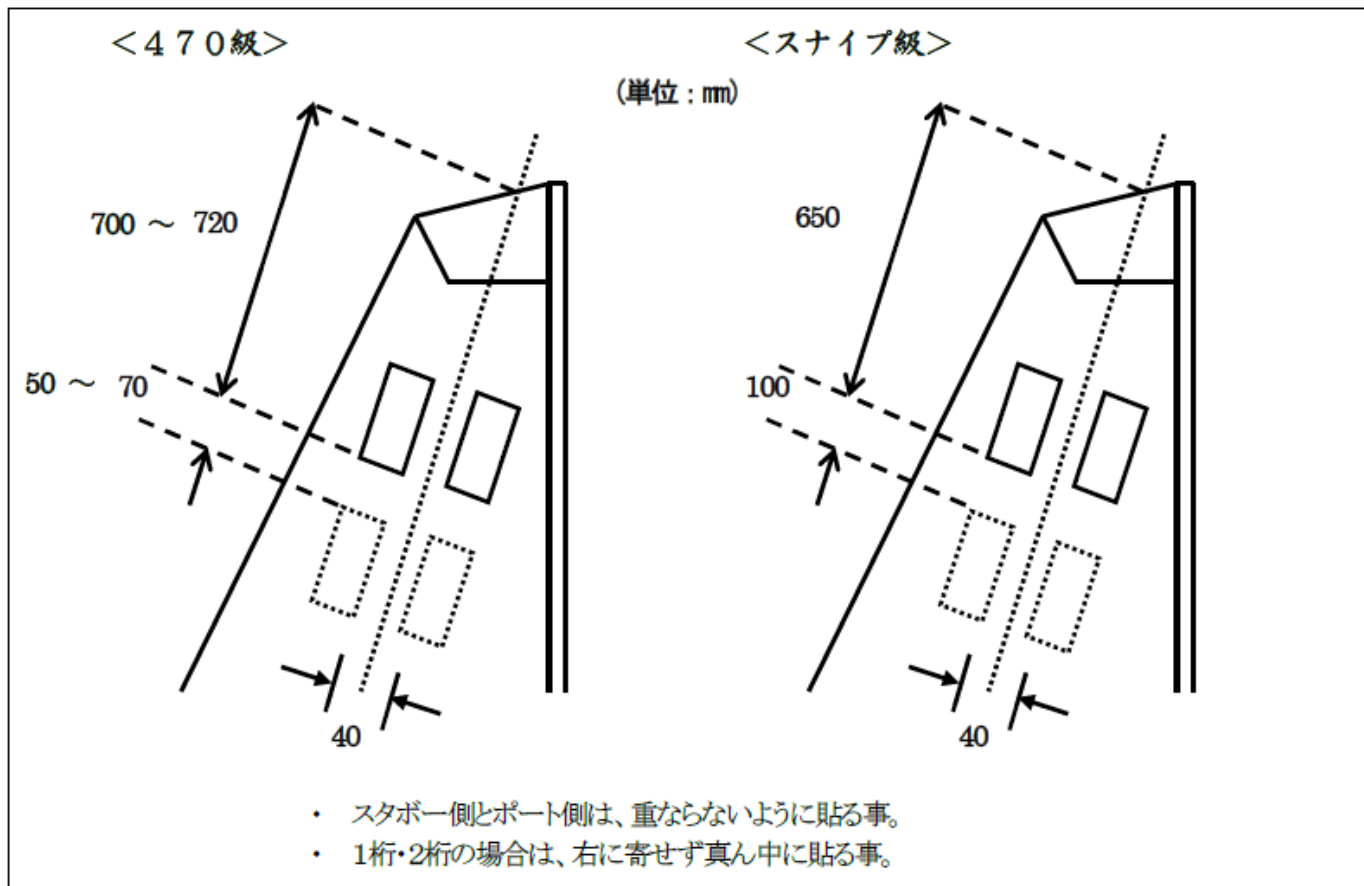 ＜４７０級＞
＜スナイプ級＞
(単位：㎜)
700 ～ 720
650
50 ～ 70
100
40
40
・ スタボー側とポート側は、重ならないように貼る事。
・ 1桁・2桁の場合は、右に寄せず真ん中に貼る事。